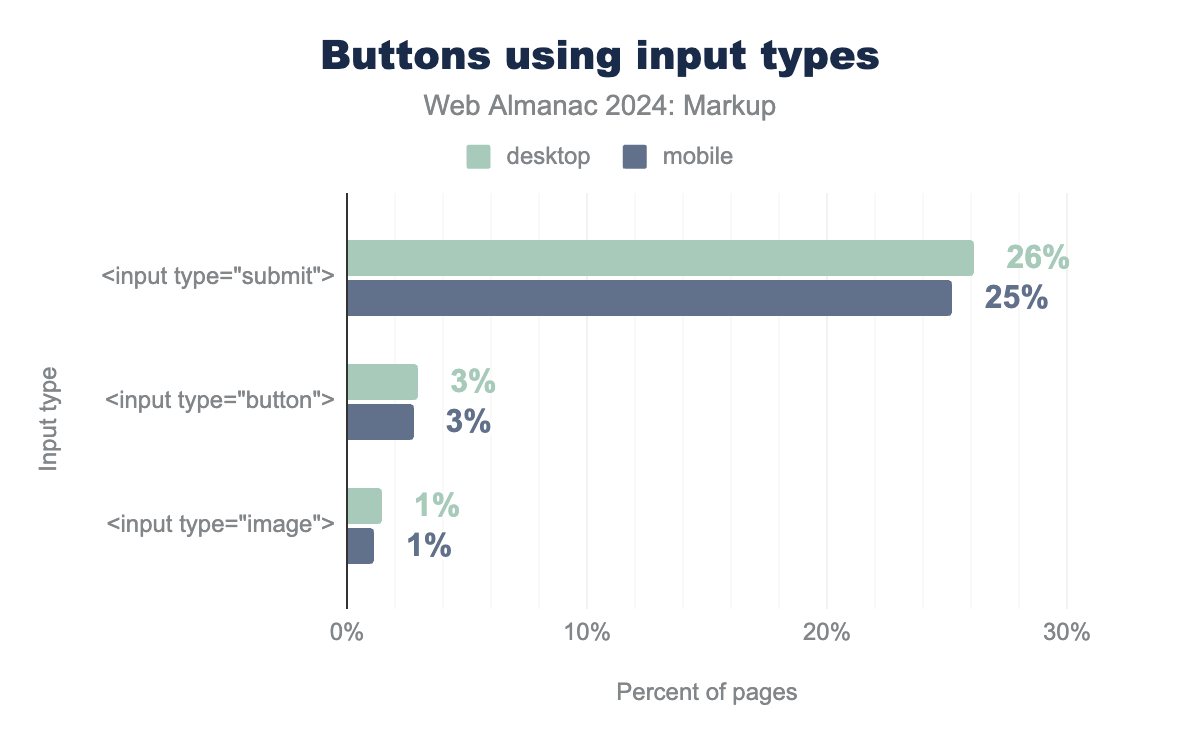 Buttons using input types
Web Almanac 2024: Markup
desktop mobile
Input type
<input type="submit">
26%
25%
<input type="button">
3%
3%
<input type="image">
1%
1%
0% 10% 20% 30%
Percent of pages